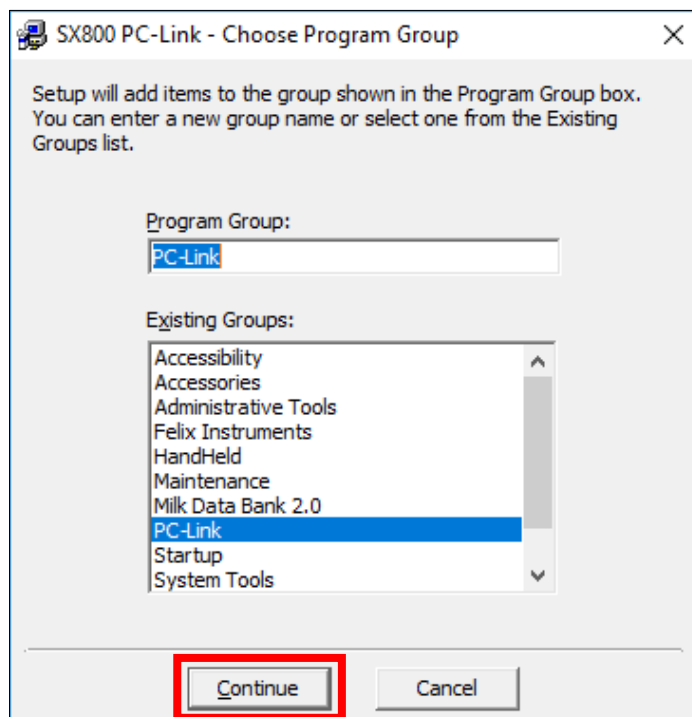 SX800 PC-Link - Choose Program Group
Setup will add items to the group shown in the Program Group box.
You can enter a new group name or select one from the Existing
Groups list.
Program Group:
PC-Link
Existing Groups:
Accessibility
Accessories
Administrative Tools
Felix Instruments
HandHeld
Maintenance
Milk Data Bank 2.0
PC-Link
Startup
System Tools
Continue
Cancel